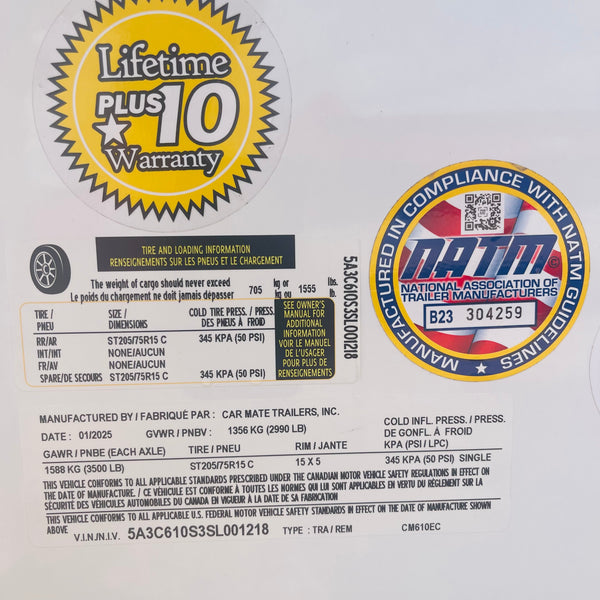 Lifetime
PLUS 10
Warranty
MANUFACTURED IN COMPLIANCE WITH NATM GUIDELINES
NATM
NATIONAL ASSOCIATION OF
TRAILER MANUFACTURERS
B23 304259
TIRE AND LOADING INFORMATION
RENSEIGNEMENTS SUR LES PNEUS ET LE CHARGEMENT
The weight of cargo should never exceed
Le poids du chargement ne doit jamais dépasser
705 kg or kg ou 1555 lbs. lb.
TIRE / PNEU
SIZE / DIMENSIONS
COLD TIRE PRESS. / PRESS. DES PNEUS À FROID
RR/AR ST205/75R15 C 345 KPA (50 PSI)
INT/INT NONE/AUCUN
FR/AV NONE/AUCUN
SPARE/DE SECOURS ST205/75R15 C 345 KPA (50 PSI)
SEE OWNER'S
MANUAL FOR
ADDITIONAL
INFORMATION
VOIR LE MANUEL
DE L'USAGER
POUR PLUS DE
RENSEIGNEMENTS
5A3C610S3SL001218
MANUFACTURED BY / FABRIQUÉ PAR : CAR MATE TRAILERS, INC.
DATE : 01/2025 GVWR / PNBV : 1356 KG (2990 LB)
COLD INFL. PRESS. / PRESS.
DE GONFL. À FROID
KPA (PSI / LPC)
GAWR / PNBE (EACH AXLE) TIRE / PNEU RIM / JANTE
1588 KG (3500 LB) ST205/75R15 C 15 X 5 345 KPA (50 PSI) SINGLE
THIS VEHICLE CONFORMS TO ALL APPLICABLE STANDARDS PRESCRIBED UNDER THE CANADIAN MOTOR VEHICLE SAFETY REGULATIONS IN EFFECT ON
THE DATE OF MANUFACTURE. / CE VÉHICULE EST CONFORME À TOUTES LES NORMES QUI LUI SONT APPLICABLES EN VERTU DU RÈGLEMENT SUR LA
SÉCURITÉ DES VÉHICULES AUTOMOBILES DU CANADA EN VIGUEUR À LA DATE DE SA FABRICATION
THIS VEHICLE CONFORMS TO ALL APPLICABLE U.S. FEDERAL MOTOR VEHICLE SAFETY STANDARDS IN EFFECT ON THE DATE OF MANUFACTURE SHOWN
ABOVE V.I.N./N.I.V. 5A3C610S3SL001218 TYPE : TRA / REM CM610EC